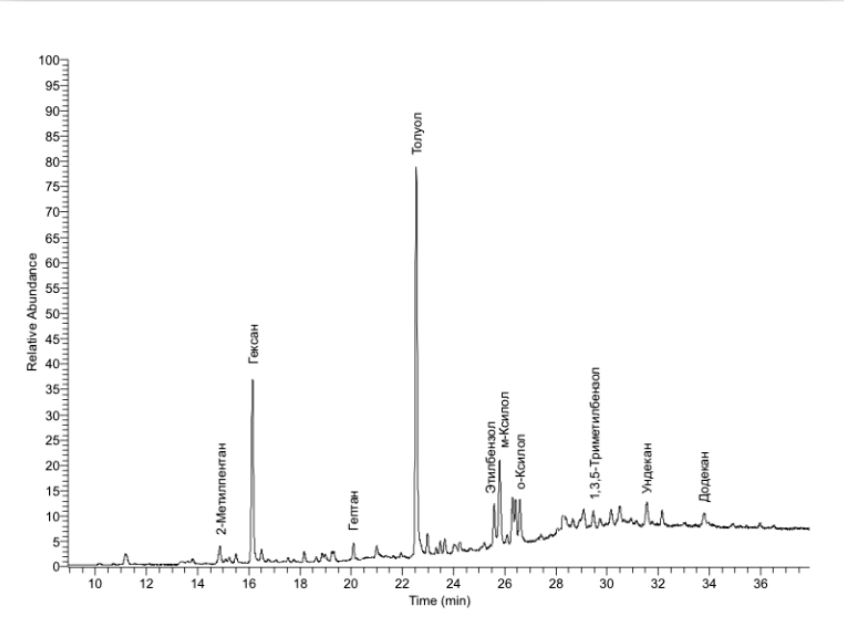 Relative Abundance
100
95
90
85
80
75
70
65
60
55
50
45
40
35
30
25
20
15
10
5
0
2-Метилпентан
Гексан
Гептан
Толуол
Этилбензол
м-Ксилол
о-Ксилол
1,3,5-Триметилбензол
Ундекан
Додекан
10 12 14 16 18 20 22 24 26 28 30 32 34 36
Time (min)